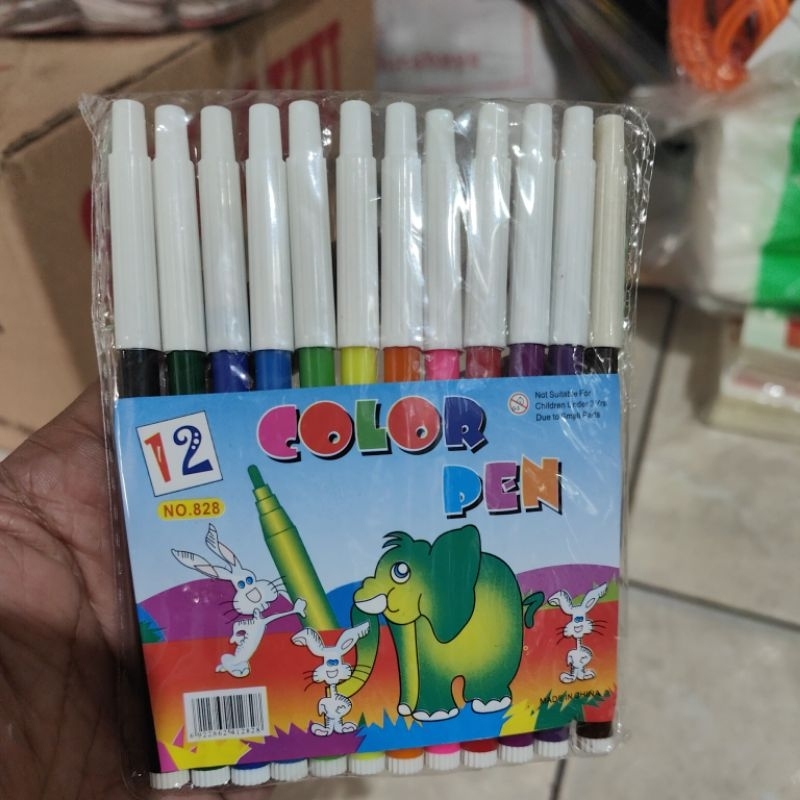 12
NO.828
COLOR
PEN
Not Suitable For
Children Under 3 Yrs
Due to Small Parts
MADE IN CHINA
6922662412828